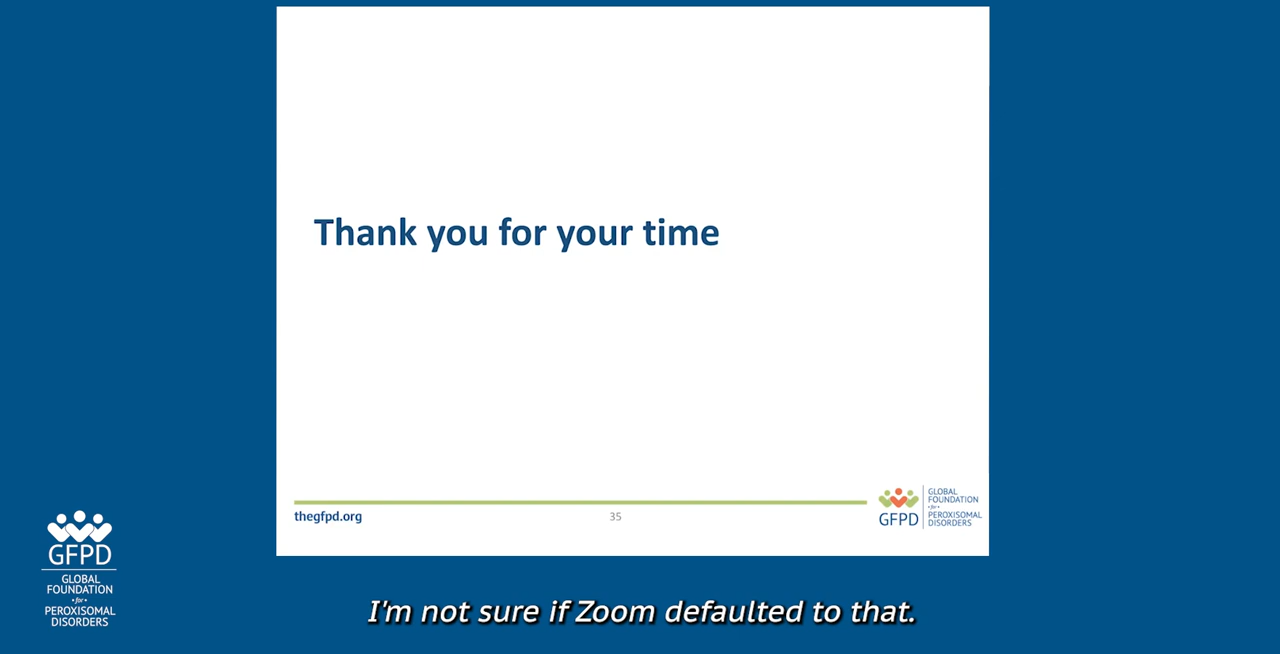 Thank you for your time
thegfpd.org
35
GFPD
GLOBAL
FOUNDATION
•for•
PEROXISOMAL
DISORDERS
GFPD
GLOBAL
FOUNDATION
•for•
PEROXISOMAL
DISORDERS
I'm not sure if Zoom defaulted to that.